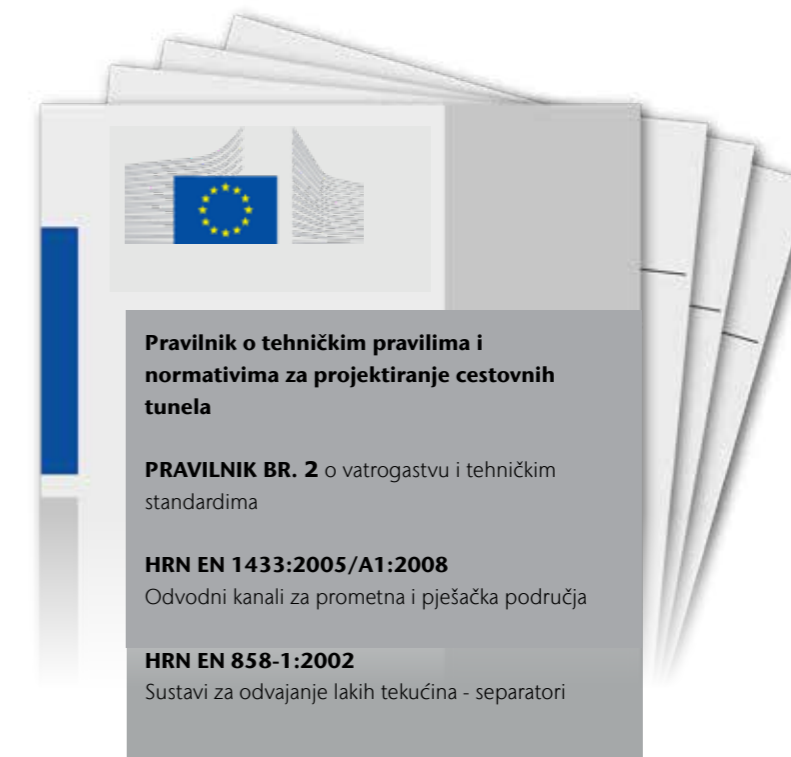 Pravilnik o tehničkim pravilima i
normativima za projektiranje cestovnih
tunela
PRAVILNIK BR. 2 o vatrogastvu i tehničkim
standardima
HRN EN 1433:2005/A1:2008
Odvodni kanali za prometna i pješačka područja
HRN EN 858-1:2002
Sustavi za odvajanje lakih tekućina - separatori